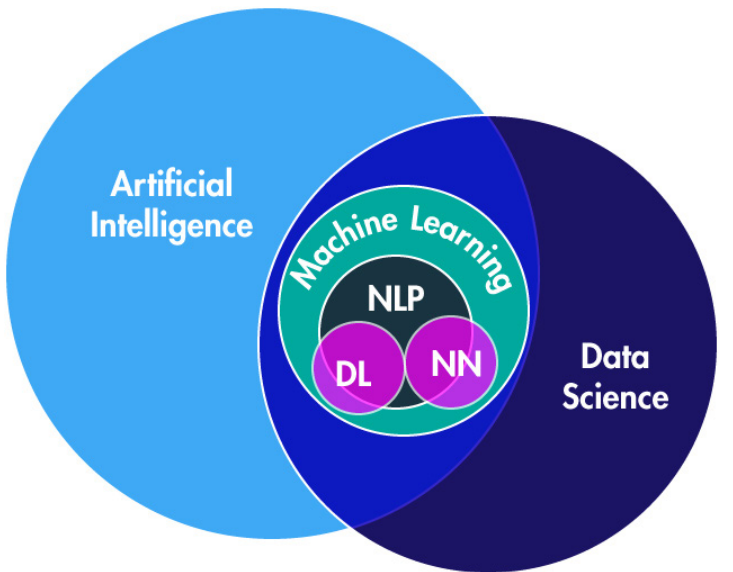 Artificial
Intelligence
Machine Learning
NLP
DL
NN
Data
Science